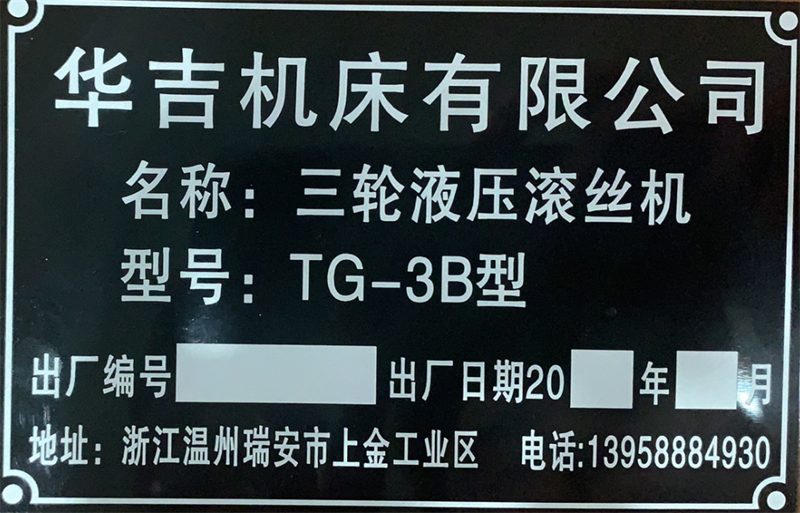 华吉机床有限公司
名称：三轮液压滚丝机
型号：TG-3B型
出厂编号 出厂日期20 年 月
地址：浙江温州瑞安市上金工业区 电话:13958884930